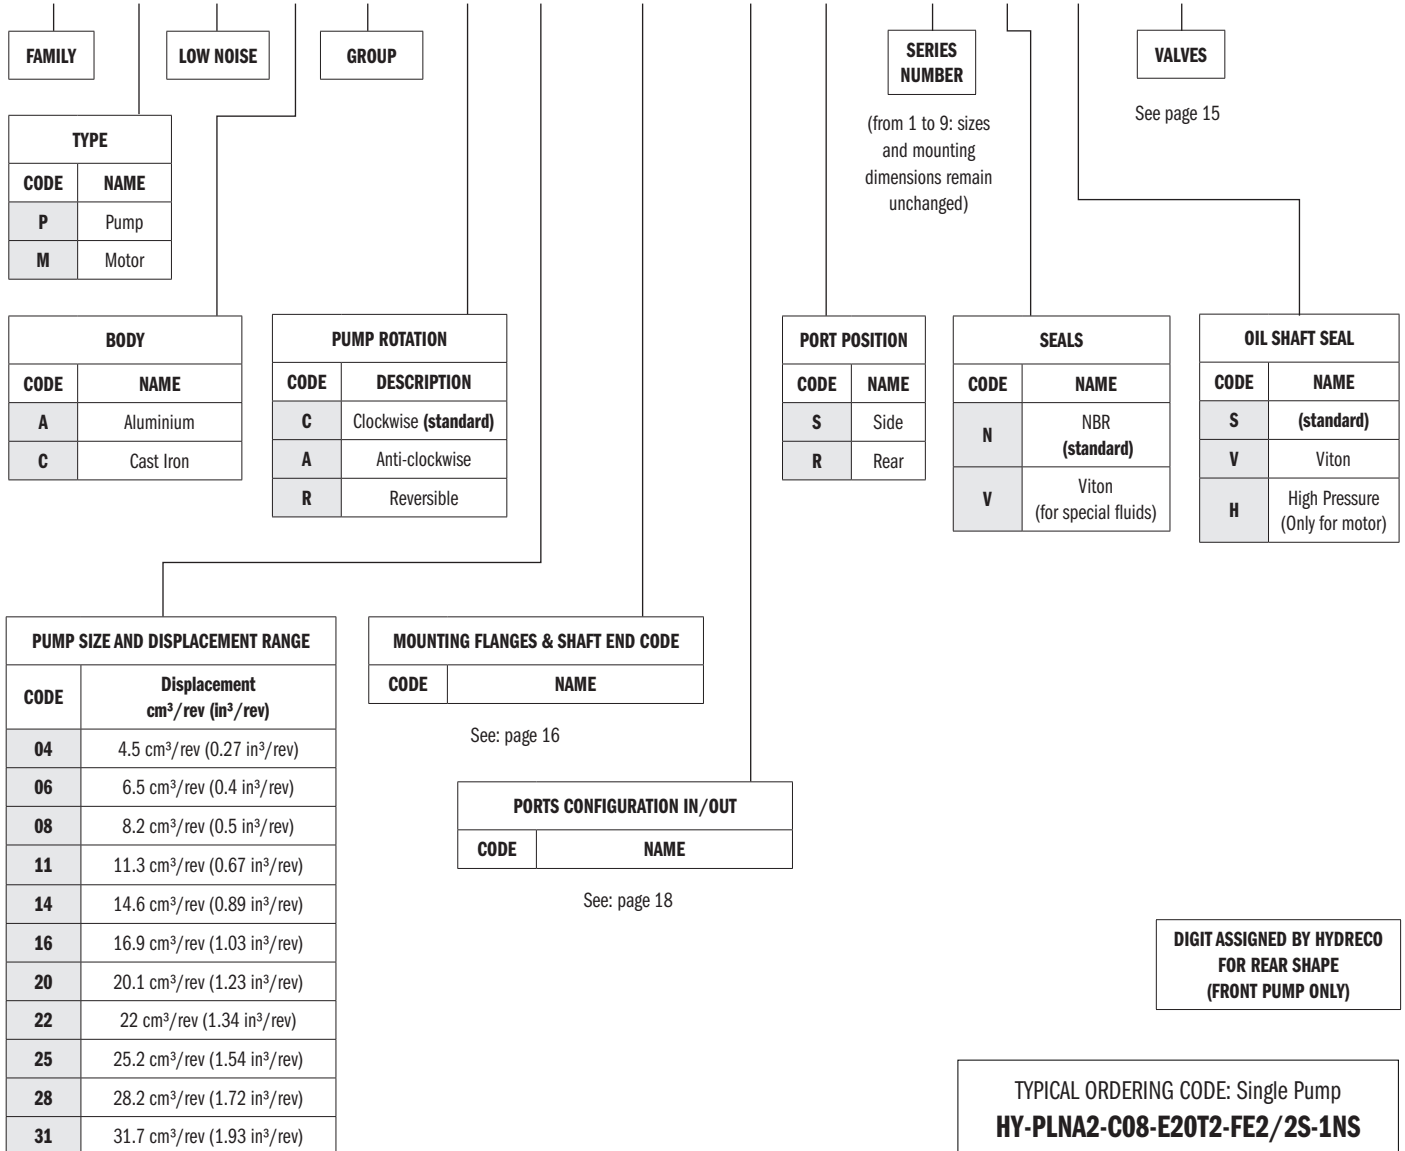 FAMILY
LOW NOISE
GROUP
SERIES
NUMBER
(from 1 to 9: sizes
and mounting
dimensions remain
unchanged)
VALVES
See page 15
TYPE
CODE NAME
P Pump
M Motor
BODY
CODE NAME
A Aluminium
C Cast Iron
PUMP ROTATION
CODE DESCRIPTION
C Clockwise (standard)
A Anti-clockwise
R Reversible
PORT POSITION
CODE NAME
S Side
R Rear
SEALS
CODE NAME
N NBR
(standard)
V Viton
(for special fluids)
OIL SHAFT SEAL
CODE NAME
S (standard)
V Viton
H High Pressure
(Only for motor)
PUMP SIZE AND DISPLACEMENT RANGE
CODE Displacement
cm³/rev (in³/rev)
04 4.5 cm³/rev (0.27 in³/rev)
06 6.5 cm³/rev (0.4 in³/rev)
08 8.2 cm³/rev (0.5 in³/rev)
11 11.3 cm³/rev (0.67 in³/rev)
14 14.6 cm³/rev (0.89 in³/rev)
16 16.9 cm³/rev (1.03 in³/rev)
20 20.1 cm³/rev (1.23 in³/rev)
22 22 cm³/rev (1.34 in³/rev)
25 25.2 cm³/rev (1.54 in³/rev)
28 28.2 cm³/rev (1.72 in³/rev)
31 31.7 cm³/rev (1.93 in³/rev)
MOUNTING FLANGES & SHAFT END CODE
CODE NAME
See: page 16
PORTS CONFIGURATION IN/OUT
CODE NAME
See: page 18
DIGIT ASSIGNED BY HYDRECO
FOR REAR SHAPE
(FRONT PUMP ONLY)
TYPICAL ORDERING CODE: Single Pump
HY-PLNA2-C08-E20T2-FE2/2S-1NS